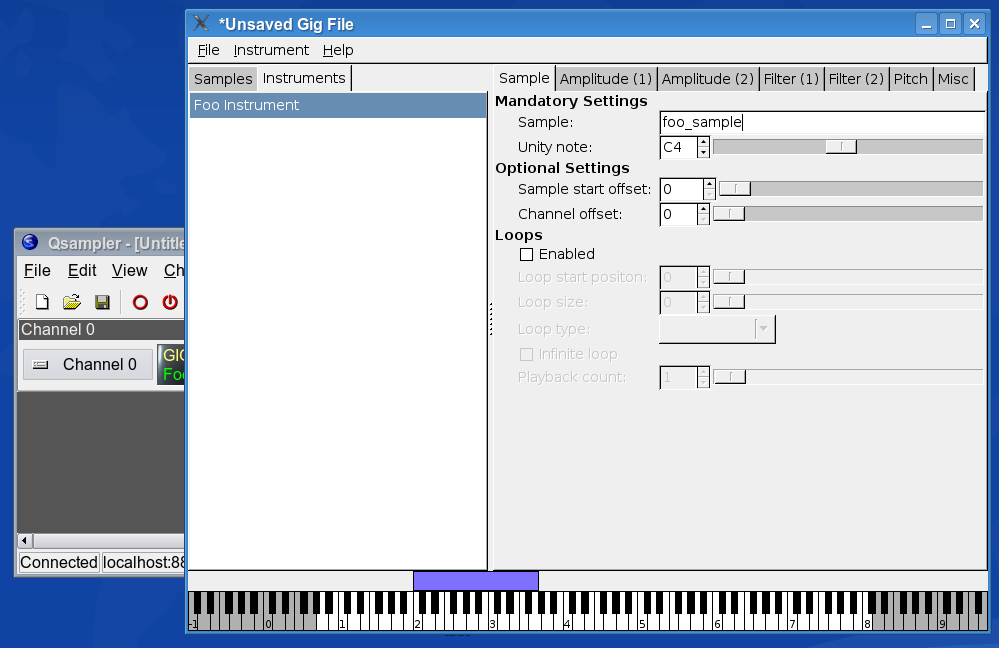 *Unsaved Gig File
File Instrument Help
Samples Instruments
Foo Instrument
Sample Amplitude (1) Amplitude (2) Filter (1) Filter (2) Pitch Misc
Mandatory Settings
Sample: foo_sample
Unity note: C4
Optional Settings
Sample start offset: 0
Channel offset: 0
Loops
Enabled
Loop start positon: 0
Loop size: 0
Loop type:
Infinite loop
Playback count: 1
-1 0 1 2 3 4 5 6 7 8 9
Qsampler - [Untitle
File Edit View Ch
Channel 0
Channel 0
GIG
Foo
Connected localhost:88